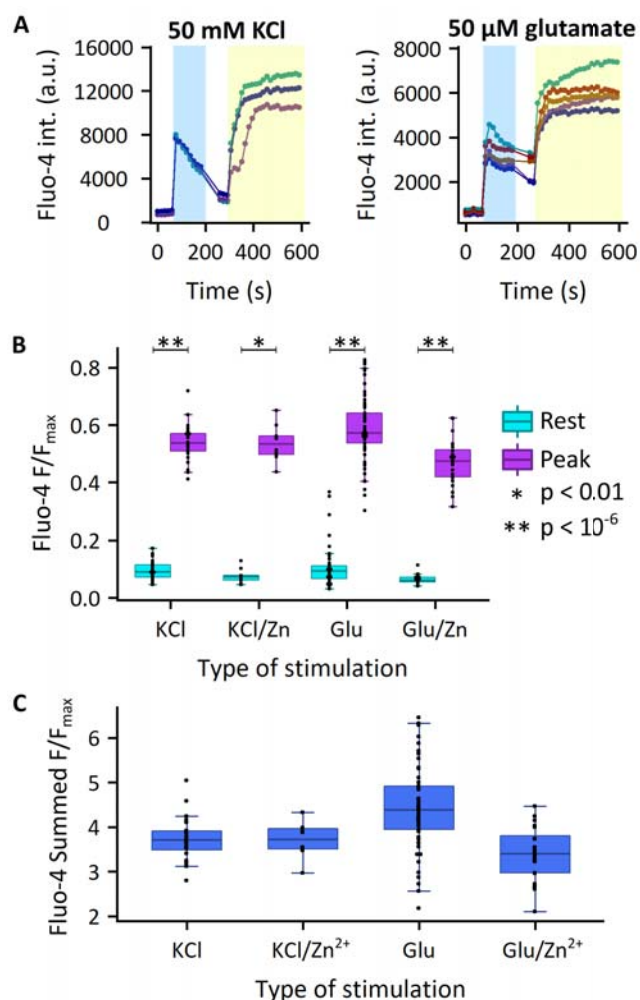 A
50 mM KCl
50 µM glutamate
Fluo-4 int. (a.u.)
16000
12000
8000
4000
0
0 200 400 600
Time (s)
Fluo-4 int. (a.u.)
8000
6000
4000
2000
0 200 400 600
Time (s)
B
** * ** **
Fluo-4 F/Fmax
0.8
0.6
0.4
0.2
0.0
KCl KCl/Zn Glu Glu/Zn
Type of stimulation
Rest
Peak
* p < 0.01
** p < 10⁻⁶
C
Fluo-4 Summed F/Fmax
6
5
4
3
2
KCl KCl/Zn²⁺ Glu Glu/Zn²⁺
Type of stimulation